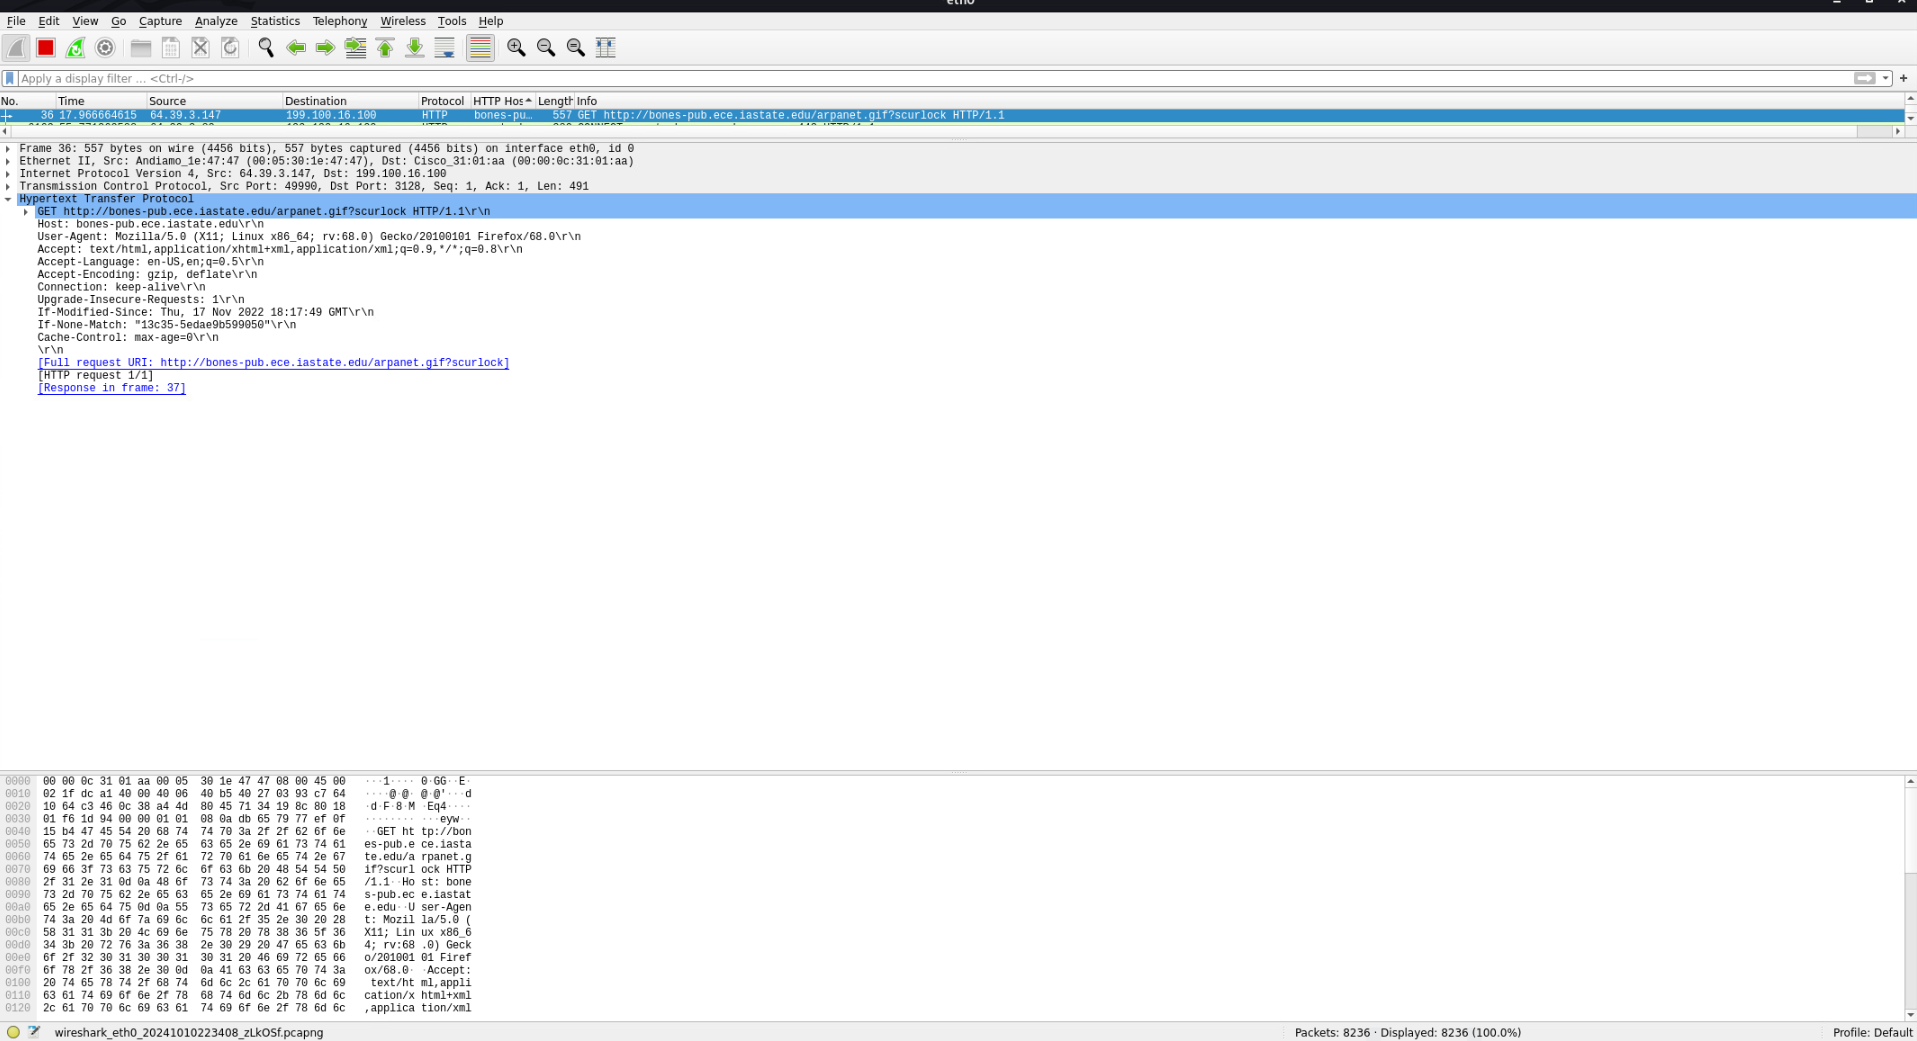 eth0
File Edit View Go Capture Analyze Statistics Telephony Wireless Tools Help
Apply a display filter … <Ctrl-/>
No. Time Source Destination Protocol HTTP Hos Length Info
36 17.966664615 64.39.3.147 199.100.16.100 HTTP bones-pu… 557 GET http://bones-pub.ece.iastate.edu/arpanet.gif?scurlock HTTP/1.1
Frame 36: 557 bytes on wire (4456 bits), 557 bytes captured (4456 bits) on interface eth0, id 0
Ethernet II, Src: Andiamo_1e:47:47 (00:05:30:1e:47:47), Dst: Cisco_31:01:aa (00:00:0c:31:01:aa)
Internet Protocol Version 4, Src: 64.39.3.147, Dst: 199.100.16.100
Transmission Control Protocol, Src Port: 49990, Dst Port: 3128, Seq: 1, Ack: 1, Len: 491
Hypertext Transfer Protocol
GET http://bones-pub.ece.iastate.edu/arpanet.gif?scurlock HTTP/1.1\r\n
Host: bones-pub.ece.iastate.edu\r\n
User-Agent: Mozilla/5.0 (X11; Linux x86_64; rv:68.0) Gecko/20100101 Firefox/68.0\r\n
Accept: text/html,application/xhtml+xml,application/xml;q=0.9,*/*;q=0.8\r\n
Accept-Language: en-US,en;q=0.5\r\n
Accept-Encoding: gzip, deflate\r\n
Connection: keep-alive\r\n
Upgrade-Insecure-Requests: 1\r\n
If-Modified-Since: Thu, 17 Nov 2022 18:17:49 GMT\r\n
If-None-Match: "13c35-5edae9b599050"\r\n
Cache-Control: max-age=0\r\n
\r\n
[Full request URI: http://bones-pub.ece.iastate.edu/arpanet.gif?scurlock]
[HTTP request 1/1]
[Response in frame: 37]
0000 00 00 0c 31 01 aa 00 05 30 1e 47 47 08 00 45 00 ···1···· 0·GG··E·
0010 02 1f dc a1 40 00 40 06 40 b5 40 27 03 93 c7 64 ····@·@· @·@'···d
0020 10 64 c3 46 0c 38 a4 4d 80 45 71 34 19 8c 80 18 ·d·F·8·M ·Eq4····
0030 01 f6 1d 94 00 00 01 01 08 0a db 65 79 77 ef 0f ········ ···eyw··
0040 15 b4 47 45 54 20 68 74 74 70 3a 2f 2f 62 6f 6e ··GET ht tp://bon
0050 65 73 2d 70 75 62 2e 65 63 65 2e 69 61 73 74 61 es-pub.e ce.iasta
0060 74 65 2e 65 64 75 2f 61 72 70 61 6e 65 74 2e 67 te.edu/a rpanet.g
0070 69 66 3f 73 63 75 72 6c 6f 63 6b 20 48 54 54 50 if?scurl ock HTTP
0080 2f 31 2e 31 0d 0a 48 6f 73 74 3a 20 62 6f 6e 65 /1.1··Ho st: bone
0090 73 2d 70 75 62 2e 65 63 65 2e 69 61 73 74 61 74 s-pub.ec e.iastat
00a0 65 2e 65 64 75 0d 0a 55 73 65 72 2d 41 67 65 6e e.edu··U ser-Agen
00b0 74 3a 20 4d 6f 7a 69 6c 6c 61 2f 35 2e 30 20 28 t: Mozil la/5.0 (
00c0 58 31 31 3b 20 4c 69 6e 75 78 20 78 38 36 5f 36 X11; Lin ux x86_6
00d0 34 3b 20 72 76 3a 36 38 2e 30 29 20 47 65 63 6b 4; rv:68 .0) Geck
00e0 6f 2f 32 30 31 30 30 31 30 31 20 46 69 72 65 66 o/201001 01 Firef
00f0 6f 78 2f 36 38 2e 30 0d 0a 41 63 63 65 70 74 3a ox/68.0· ·Accept:
0100 20 74 65 78 74 2f 68 74 6d 6c 2c 61 70 70 6c 69 text/ht ml,appli
0110 63 61 74 69 6f 6e 2f 78 68 74 6d 6c 2b 78 6d 6c cation/x html+xml
0120 2c 61 70 70 6c 69 63 61 74 69 6f 6e 2f 78 6d 6c ,applica tion/xml
wireshark_eth0_20241010223408_zLkOSf.pcapng Packets: 8236 · Displayed: 8236 (100.0%) Profile: Default